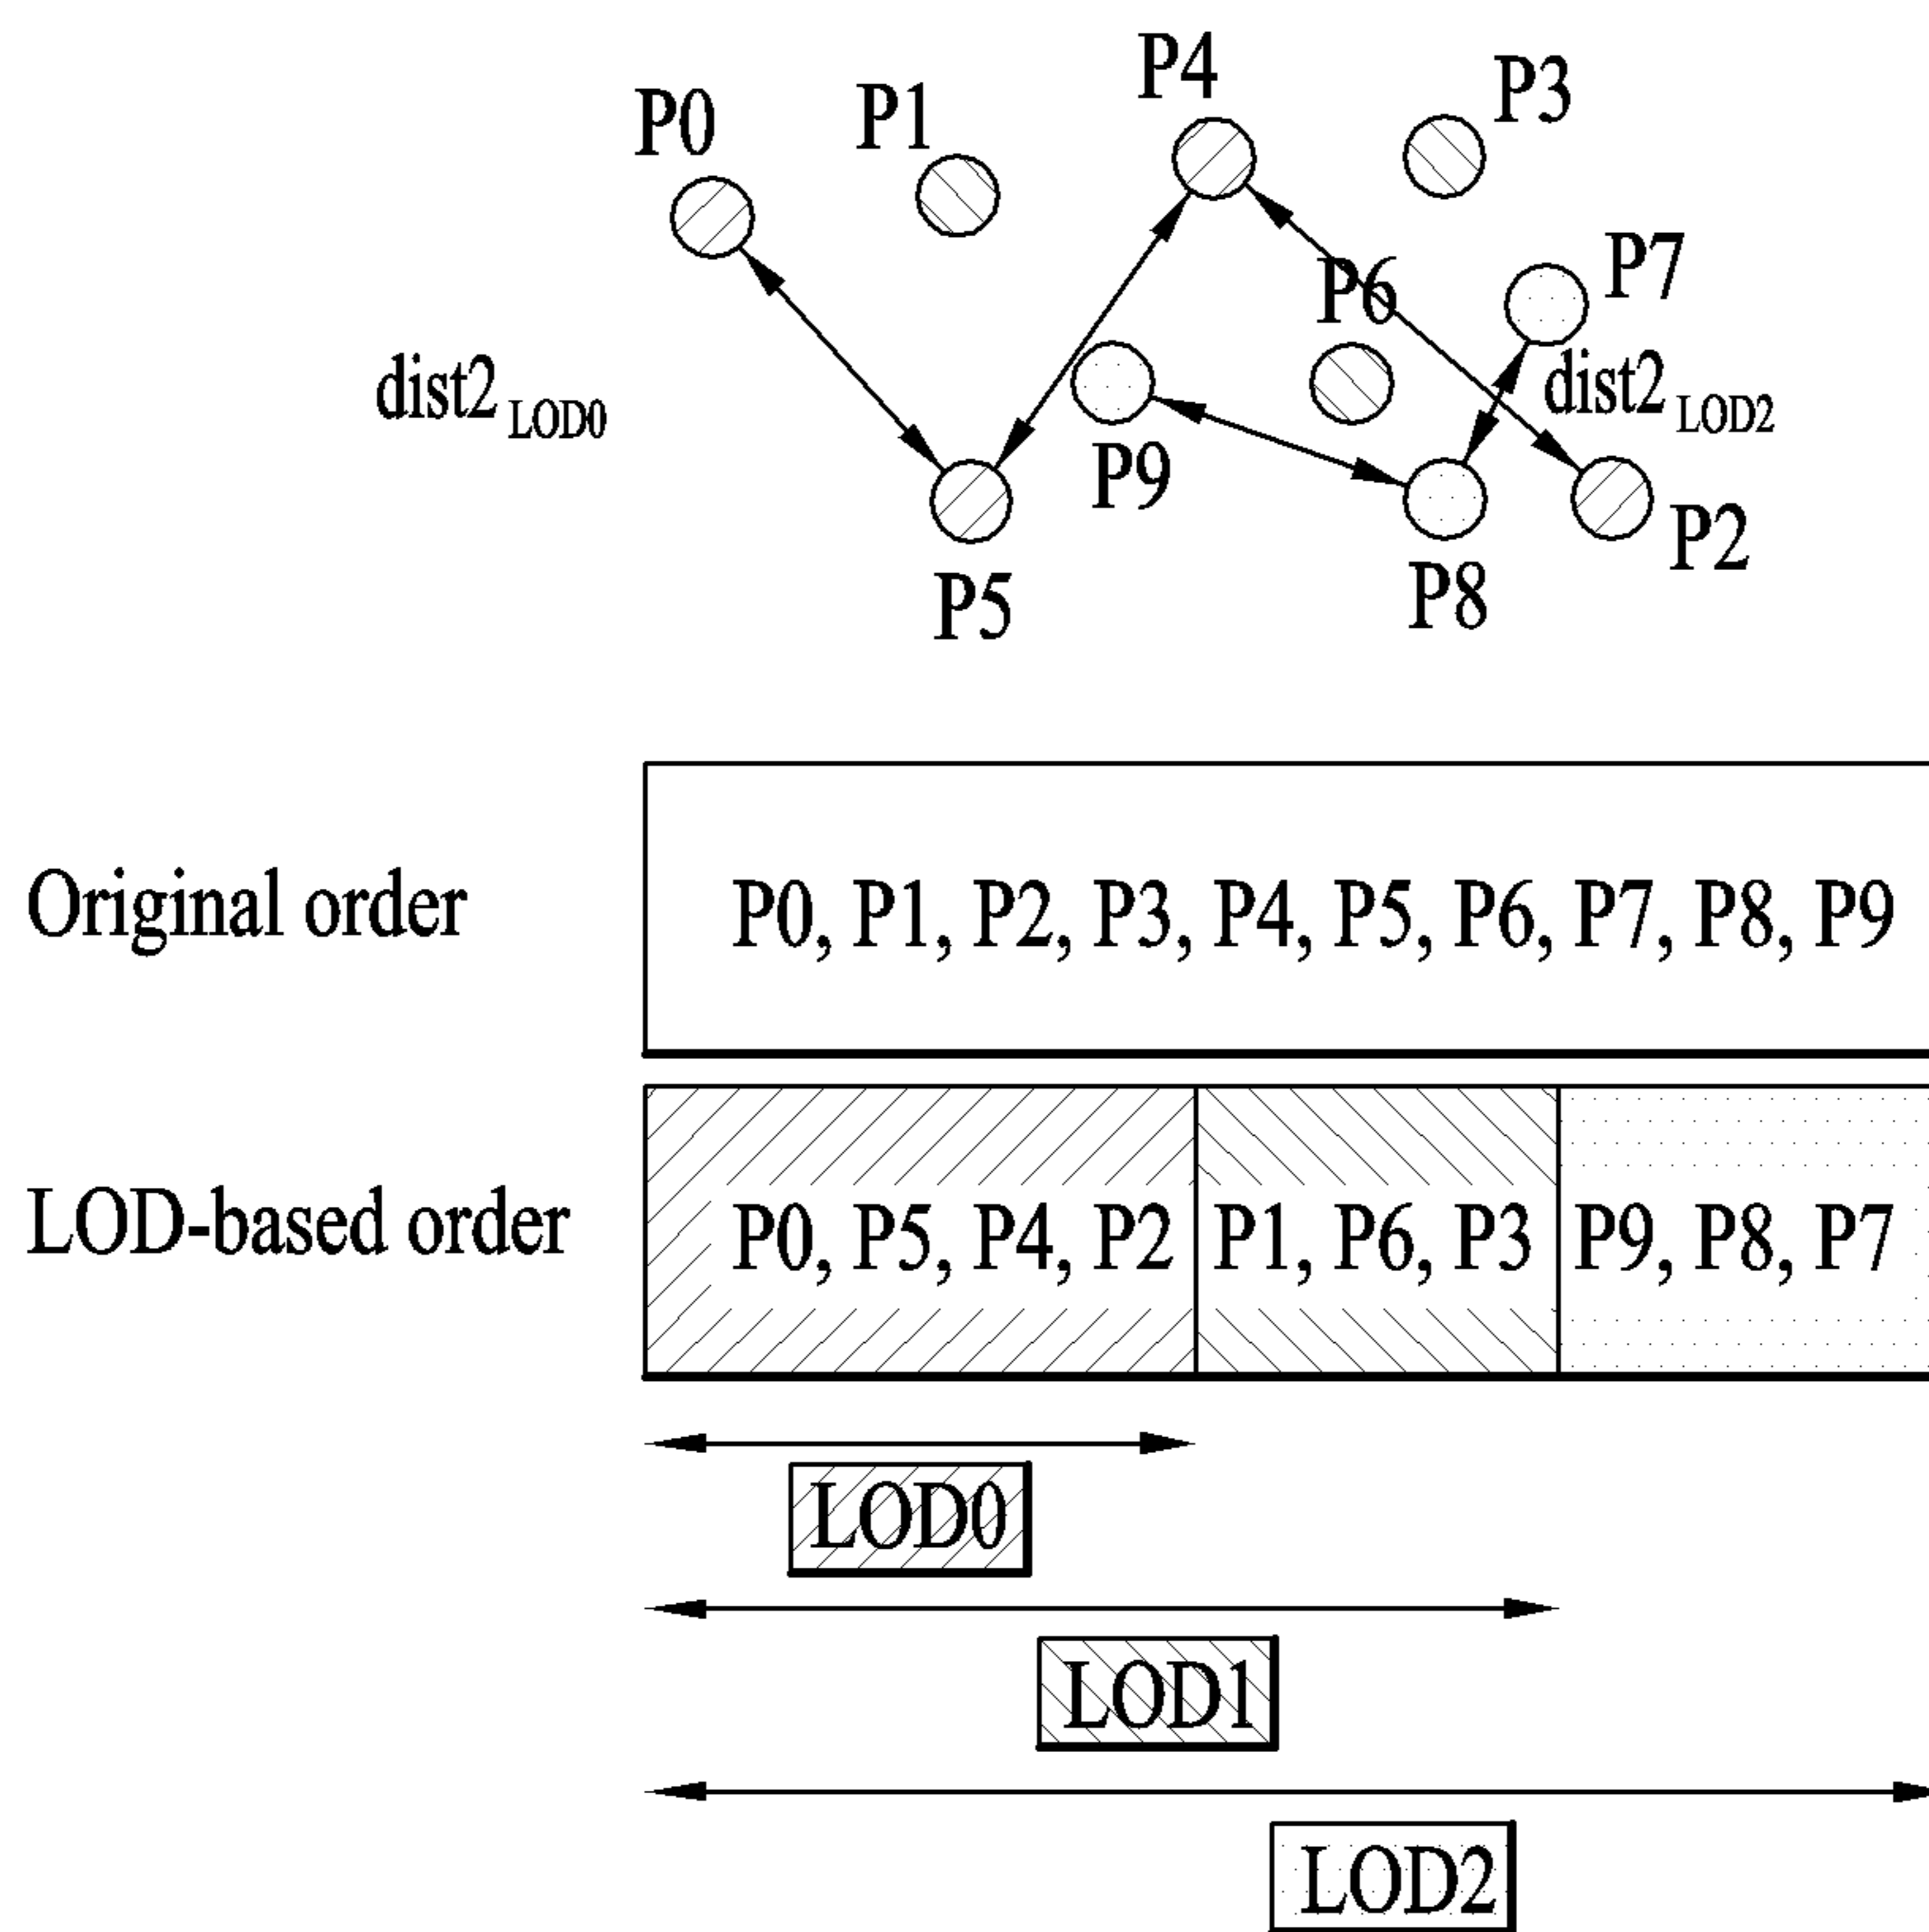 P4
P3
P0
P1
P7
P6
dist2 LOD0
dist2 LOD2
P9
P2
P5
P8
Original order
P0, P1, P2, P3, P4, P5, P6, P7, P8, P9
LOD-based order
P0, P5, P4, P2
P1, P6, P3
P9, P8, P7
LOD0
LOD1
LOD2